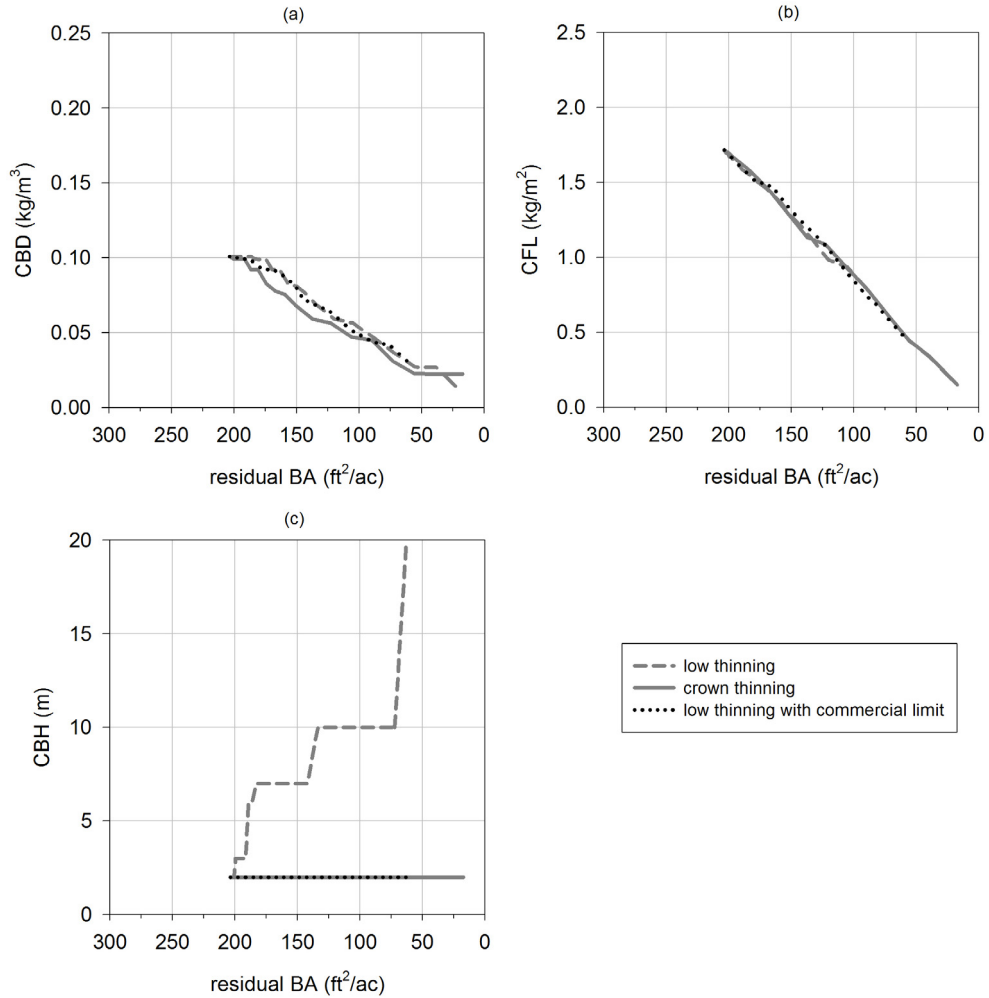 (a)
0.25
0.20
0.15
0.10
0.05
0.00
CBD (kg/m³)
300 250 200 150 100 50 0
residual BA (ft²/ac)
(b)
2.5
2.0
1.5
1.0
0.5
0.0
CFL (kg/m²)
300 250 200 150 100 50 0
residual BA (ft²/ac)
(c)
20
15
10
5
0
CBH (m)
300 250 200 150 100 50 0
residual BA (ft²/ac)
low thinning
crown thinning
low thinning with commercial limit